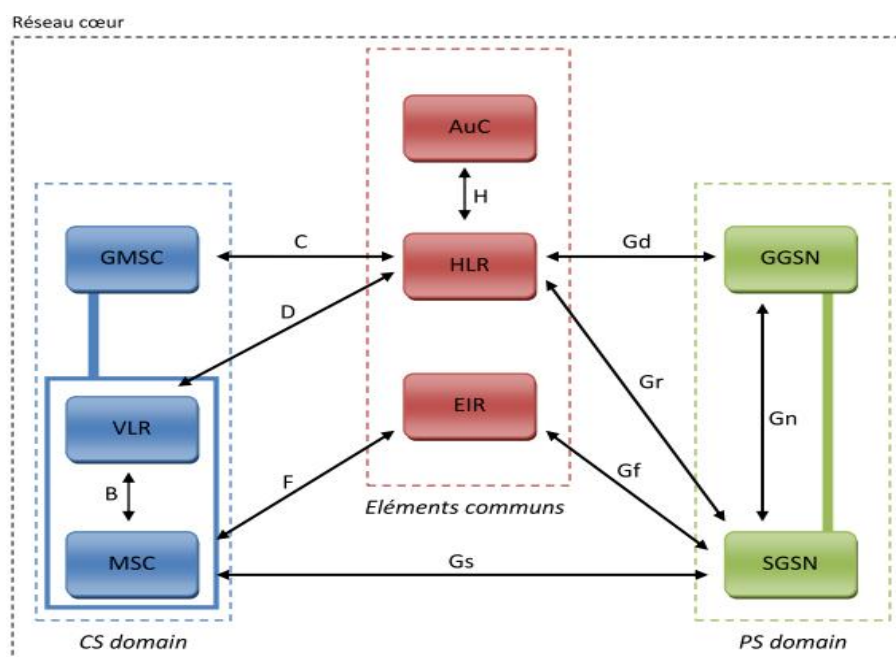 Réseau cœur
AuC
H
GMSC
C
HLR
Gd
GGSN
D
Gr
EIR
VLR
Gn
B
F
Gf
Eléments communs
MSC
Gs
SGSN
CS domain
PS domain